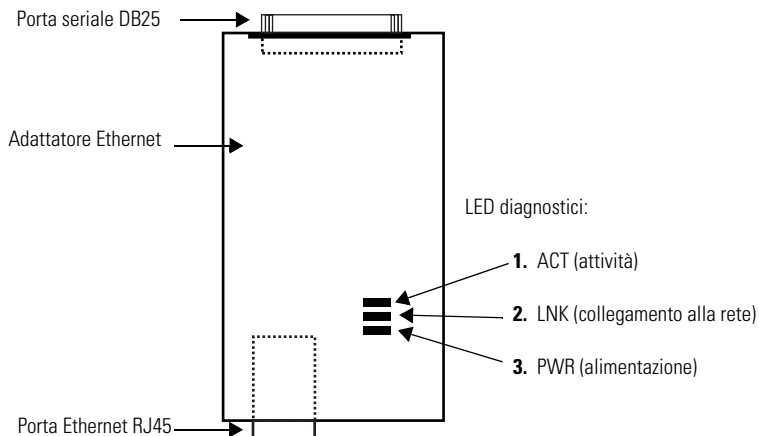 Porta seriale DB25
Adattatore Ethernet
LED diagnostici:
1. ACT (attività)
2. LNK (collegamento alla rete)
3. PWR (alimentazione)
Porta Ethernet RJ45